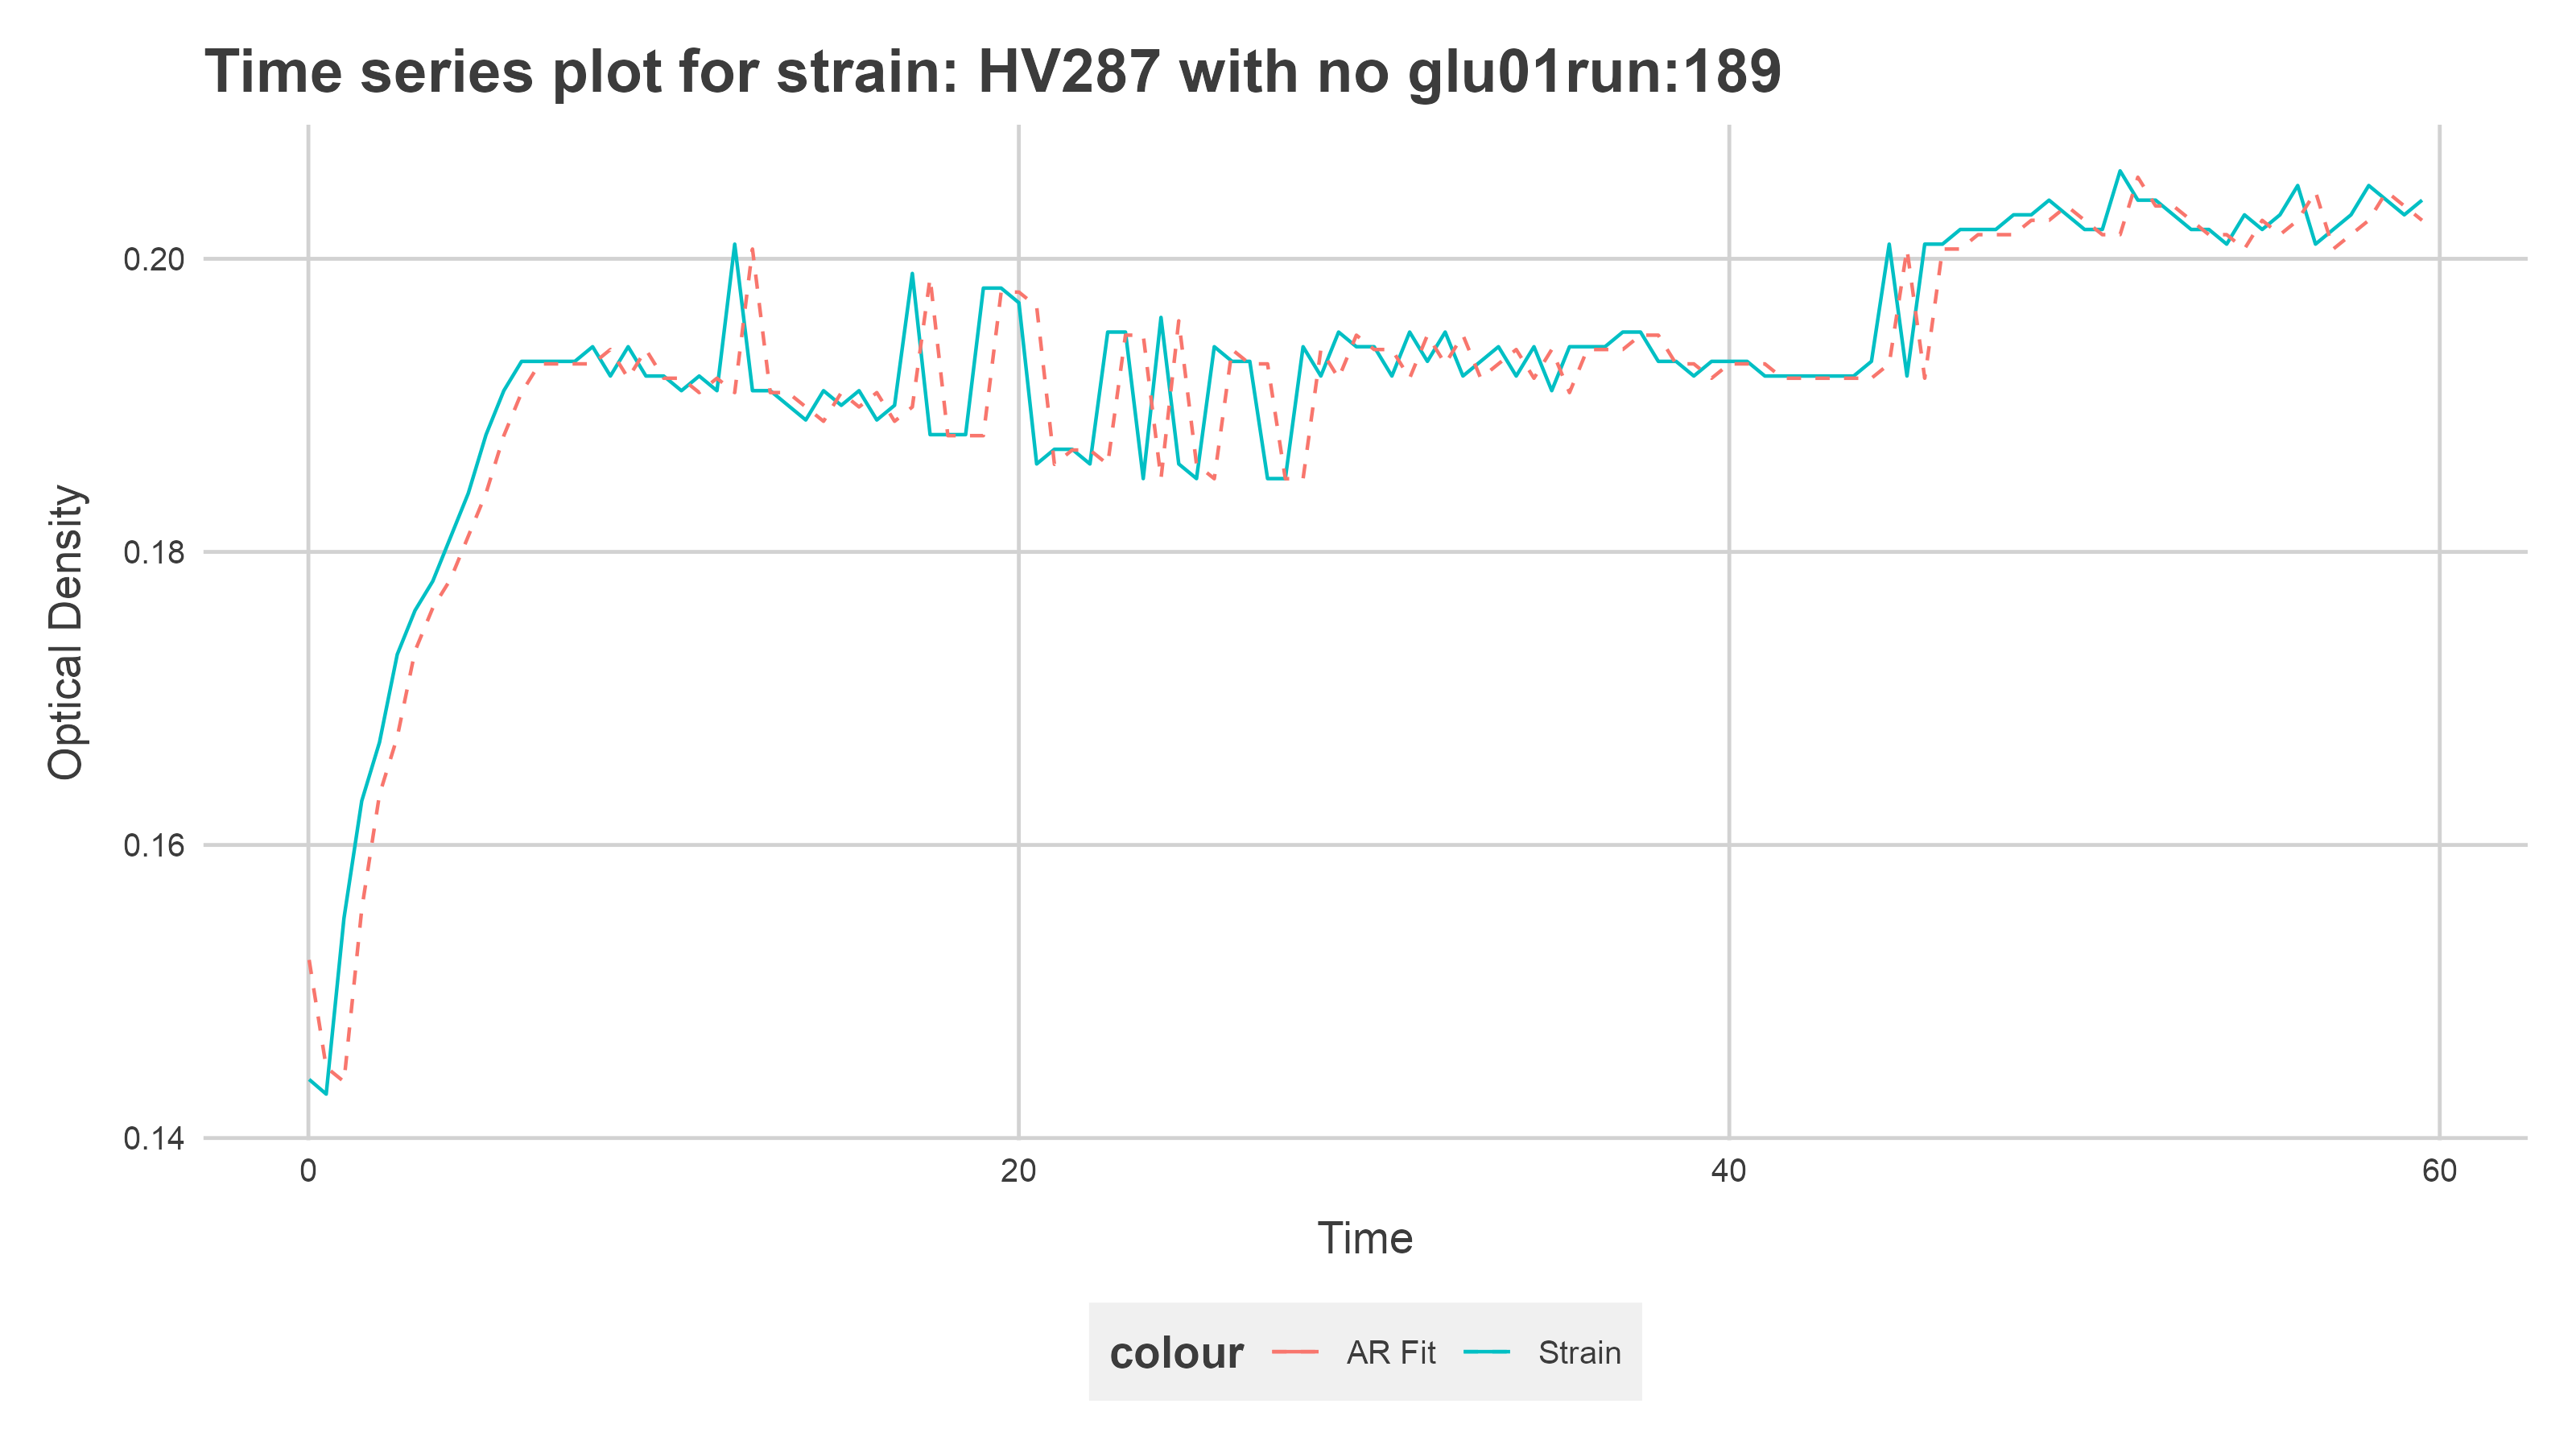 Time series plot for strain: HV287 with no glu01run:189
Optical Density
0.20
0.18
0.16
0.14
0 20 40 60
Time
colour AR Fit Strain